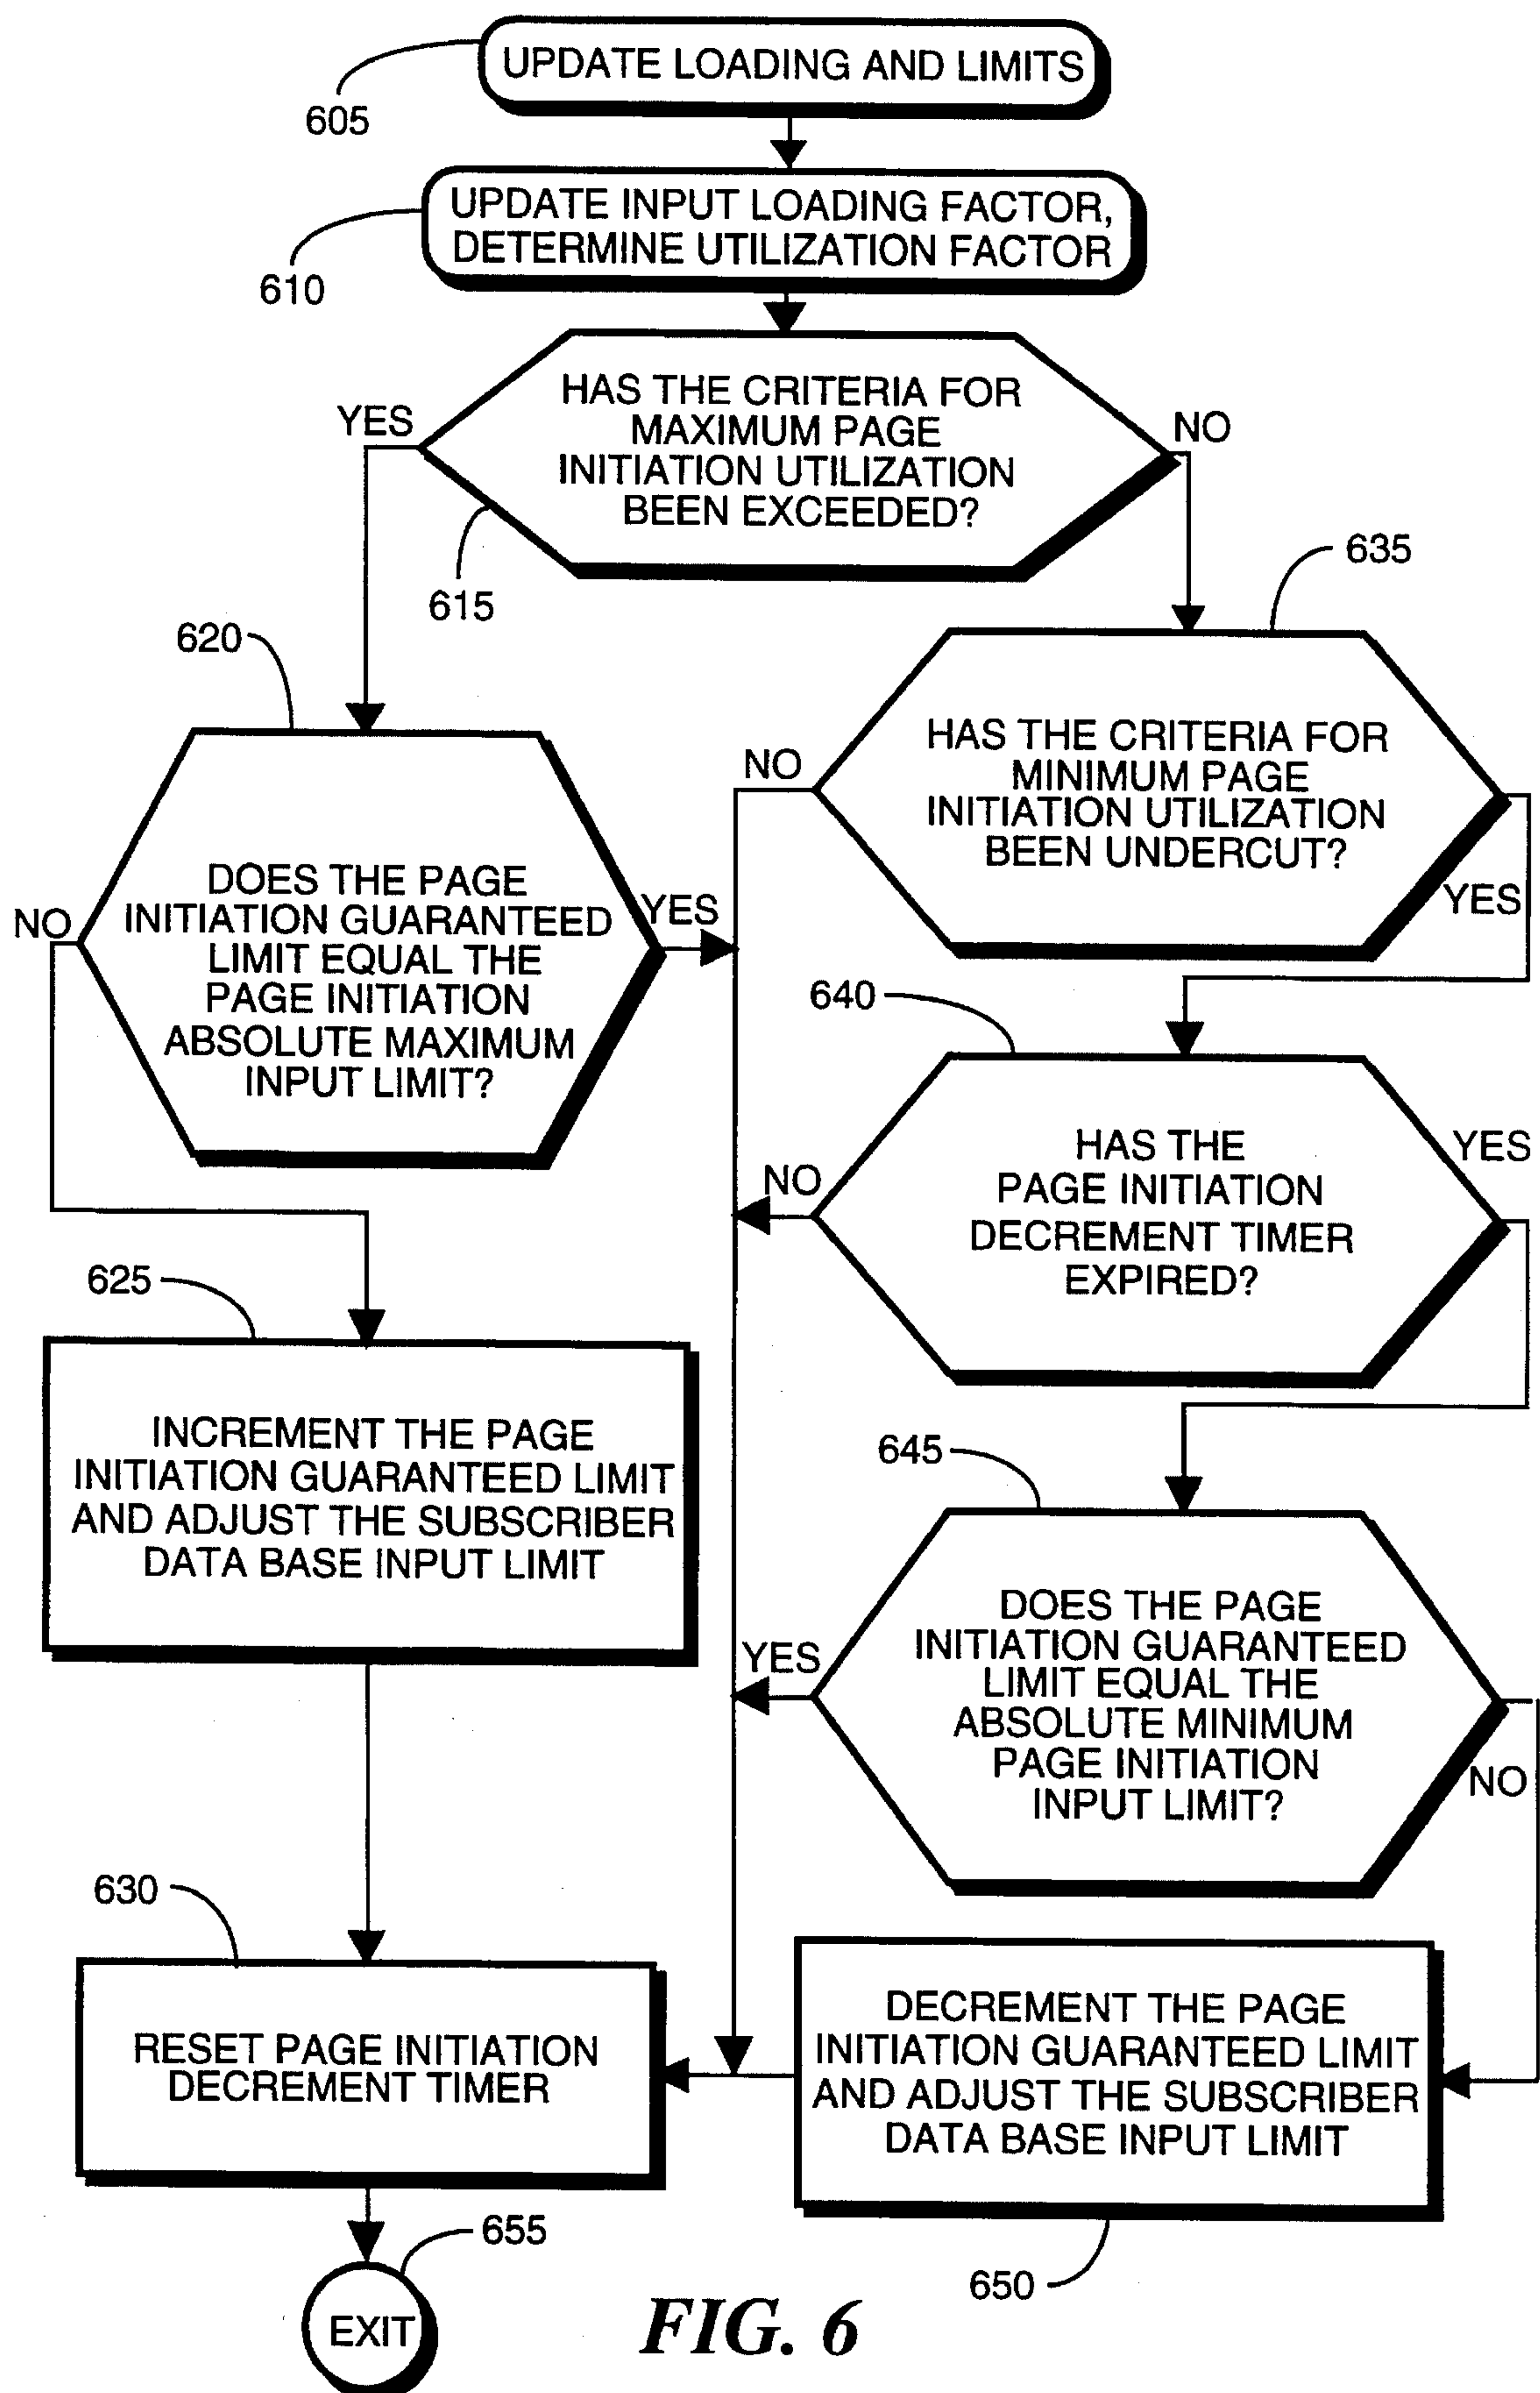 UPDATE LOADING AND LIMITS
605
UPDATE INPUT LOADING FACTOR,
DETERMINE UTILIZATION FACTOR
610
HAS THE CRITERIA FOR
MAXIMUM PAGE
INITIATION UTILIZATION
BEEN EXCEEDED?
YES
NO
615
635
620
HAS THE CRITERIA FOR
MINIMUM PAGE
INITIATION UTILIZATION
BEEN UNDERCUT?
NO
YES
DOES THE PAGE
INITIATION GUARANTEED
LIMIT EQUAL THE
PAGE INITIATION
ABSOLUTE MAXIMUM
INPUT LIMIT?
NO
YES
640
HAS THE
PAGE INITIATION
DECREMENT TIMER
EXPIRED?
NO
YES
625
INCREMENT THE PAGE
INITIATION GUARANTEED LIMIT
AND ADJUST THE SUBSCRIBER
DATA BASE INPUT LIMIT
645
DOES THE PAGE
INITIATION GUARANTEED
LIMIT EQUAL THE
ABSOLUTE MINIMUM
PAGE INITIATION
INPUT LIMIT?
YES
NO
630
RESET PAGE INITIATION
DECREMENT TIMER
DECREMENT THE PAGE
INITIATION GUARANTEED LIMIT
AND ADJUST THE SUBSCRIBER
DATA BASE INPUT LIMIT
655
650
EXIT
FIG. 6